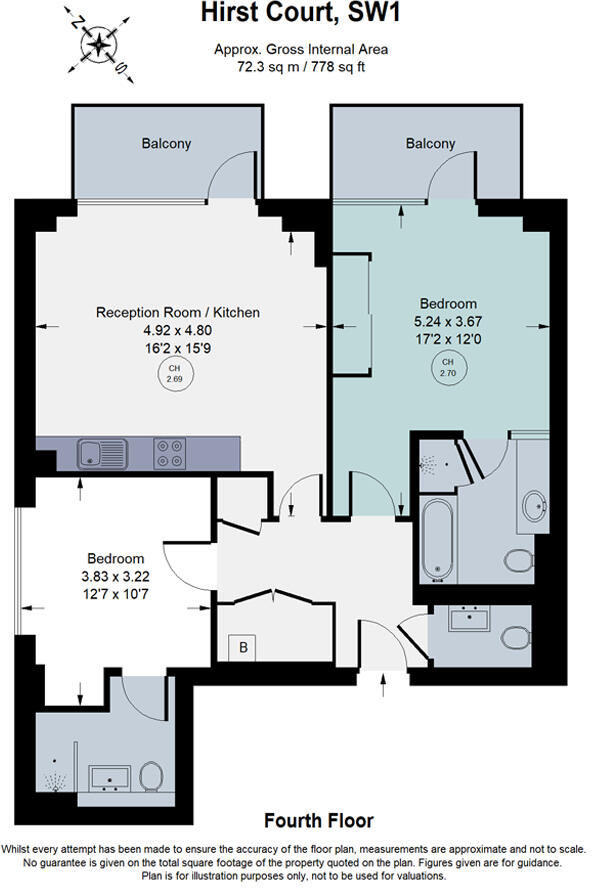 Hirst Court, SW1
Approx. Gross Internal Area
72.3 sq m / 778 sq ft
N
S
Balcony
Balcony
Reception Room / Kitchen
4.92 x 4.80
16'2 x 15'9
CH
2.69
Bedroom
5.24 x 3.67
17'2 x 12'0
CH
2.70
Bedroom
3.83 x 3.22
12'7 x 10'7
B
Fourth Floor
Whilst every attempt has been made to ensure the accuracy of the floor plan, measurements are approximate and not to scale.
No guarantee is given on the total square footage of the property quoted on the plan. Figures given are for guidance.
Plan is for illustration purposes only, not to be used for valuations.